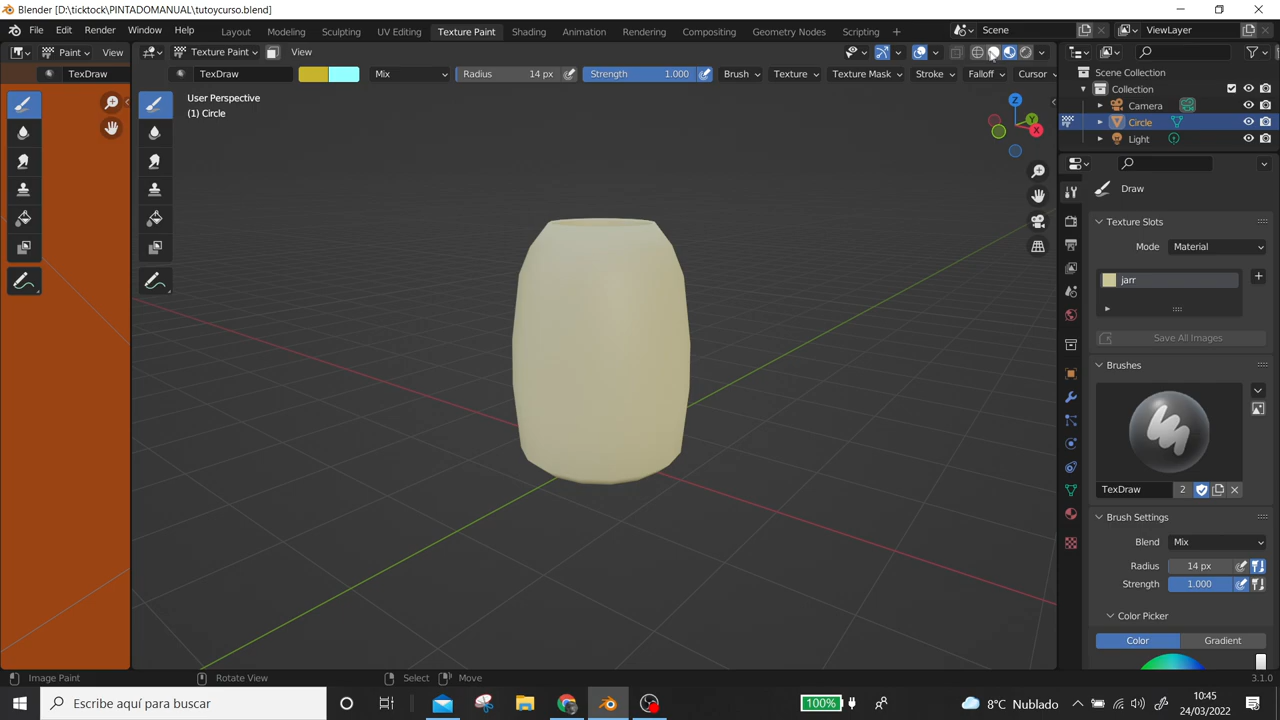 Blender [D:\ticktock\PINTADOMANUAL\tutoycurso.blend]
File Edit Render Window Help
Layout Modeling Sculpting UV Editing Texture Paint Shading Animation Rendering Compositing Geometry Nodes Scripting +
Scene
ViewLayer
Paint View
Texture Paint View
TexDraw
TexDraw Mix Radius 14 px Strength 1.000 Brush Texture Texture Mask Stroke Falloff Cursor
User Perspective
(1) Circle
Z
Y
X
Scene Collection
Collection
Camera
Circle
Light
Draw
Texture Slots
Mode Material
jarr
Save All Images
Brushes
TexDraw 2
Brush Settings
Blend Mix
Radius 14 px
Strength 1.000
Color Picker
Color Gradient
Image Paint Rotate View Select Move 3.1.0
Escribe aquí para buscar
100%
8°C Nublado
10:45
24/03/2022